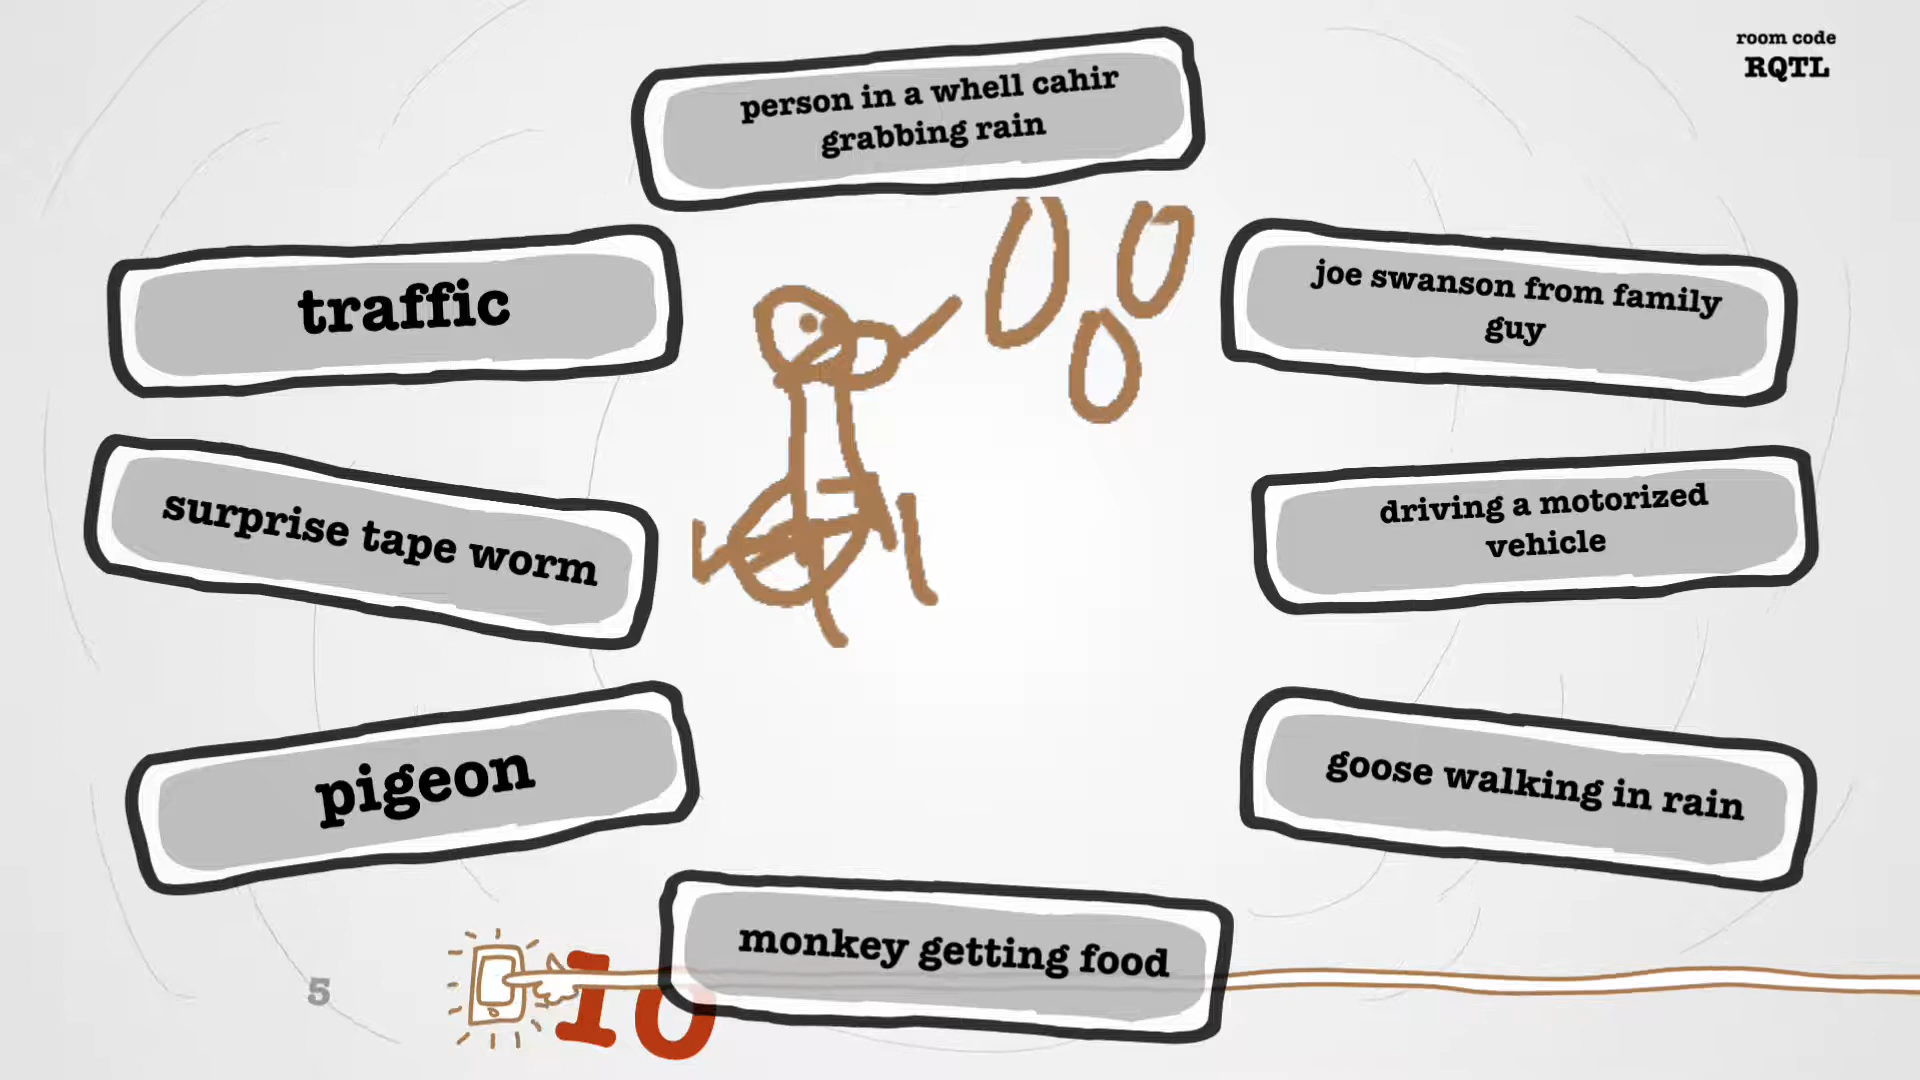 room code
RQTL
person in a whell cahir
grabbing rain
traffic
joe swanson from family
guy
surprise tape worm
driving a motorized
vehicle
pigeon
goose walking in rain
monkey getting food
5
10